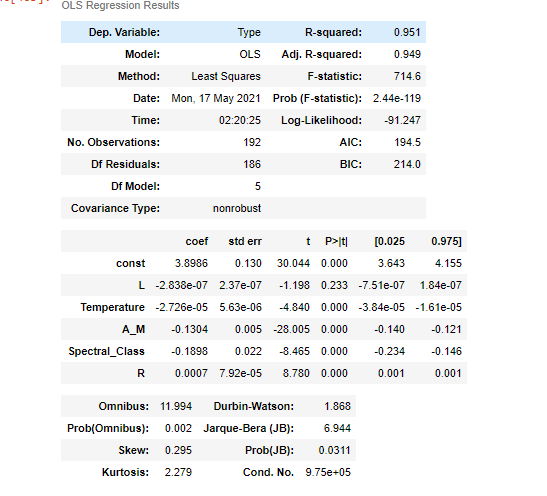 OLS Regression Results
Dep. Variable: Type R-squared: 0.951
Model: OLS Adj. R-squared: 0.949
Method: Least Squares F-statistic: 714.6
Date: Mon, 17 May 2021 Prob (F-statistic): 2.44e-119
Time: 02:20:25 Log-Likelihood: -91.247
No. Observations: 192 AIC: 194.5
Df Residuals: 186 BIC: 214.0
Df Model: 5
Covariance Type: nonrobust
coef std err t P>|t| [0.025 0.975]
const 3.8986 0.130 30.044 0.000 3.643 4.155
L -2.838e-07 2.37e-07 -1.198 0.233 -7.51e-07 1.84e-07
Temperature -2.726e-05 5.63e-06 -4.840 0.000 -3.84e-05 -1.61e-05
A_M -0.1304 0.005 -28.005 0.000 -0.140 -0.121
Spectral_Class -0.1898 0.022 -8.465 0.000 -0.234 -0.146
R 0.0007 7.92e-05 8.780 0.000 0.001 0.001
Omnibus: 11.994 Durbin-Watson: 1.868
Prob(Omnibus): 0.002 Jarque-Bera (JB): 6.944
Skew: 0.295 Prob(JB): 0.0311
Kurtosis: 2.279 Cond. No. 9.75e+05